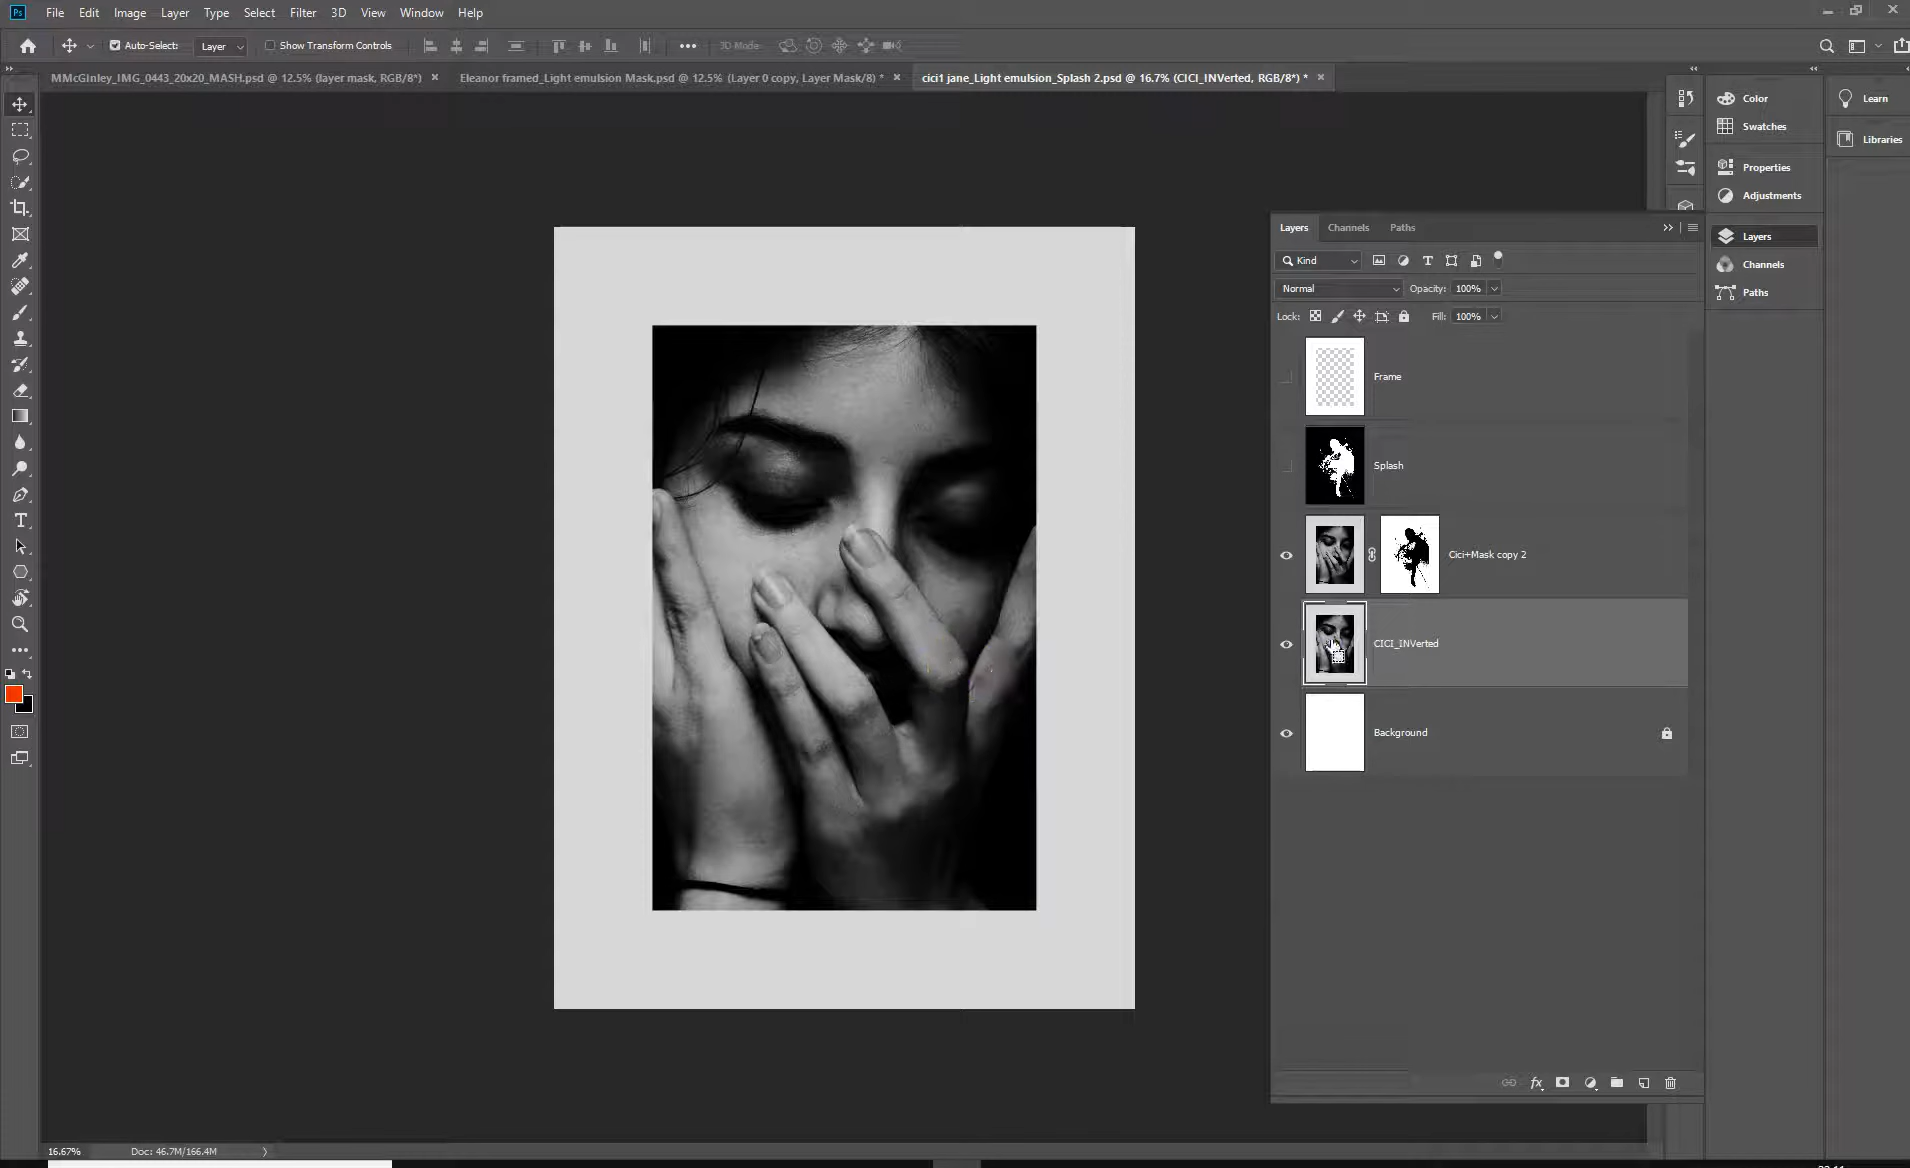 Ps File Edit Image Layer Type Select Filter 3D View Window Help
Auto-Select: Layer Show Transform Controls 3D Mode
MMcGInley_IMG_0443_20x20_MASH.psd @ 12.5% (layer mask, RGB/8*) Eleanor framed_Light emulsion Mask.psd @ 12.5% (Layer 0 copy, Layer Mask/8) * cici1 jane_Light emulsion_Splash 2.psd @ 16.7% (CICI_INVerted, RGB/8*) *
Color
Swatches
Properties
Adjustments
Layers
Channels
Paths
Learn
Libraries
Layers Channels Paths
Kind
Normal Opacity: 100%
Lock: Fill: 100%
Frame
Splash
Cici+Mask copy 2
CICI_INVerted
Background
fx
16.67% Doc: 46.7M/166.4M